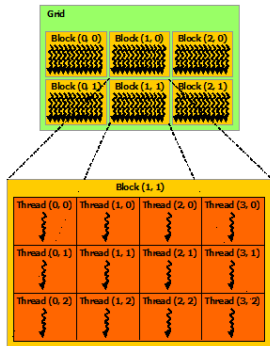 Grid
Block (0, 0) Block (1, 0) Block (2, 0)
Block (0, 1) Block (1, 1) Block (2, 1)
Block (1, 1)
Thread (0, 0) Thread (1, 0) Thread (2, 0) Thread (3, 0)
Thread (0, 1) Thread (1, 1) Thread (2, 1) Thread (3, 1)
Thread (0, 2) Thread (1, 2) Thread (2, 2) Thread (3, 2)